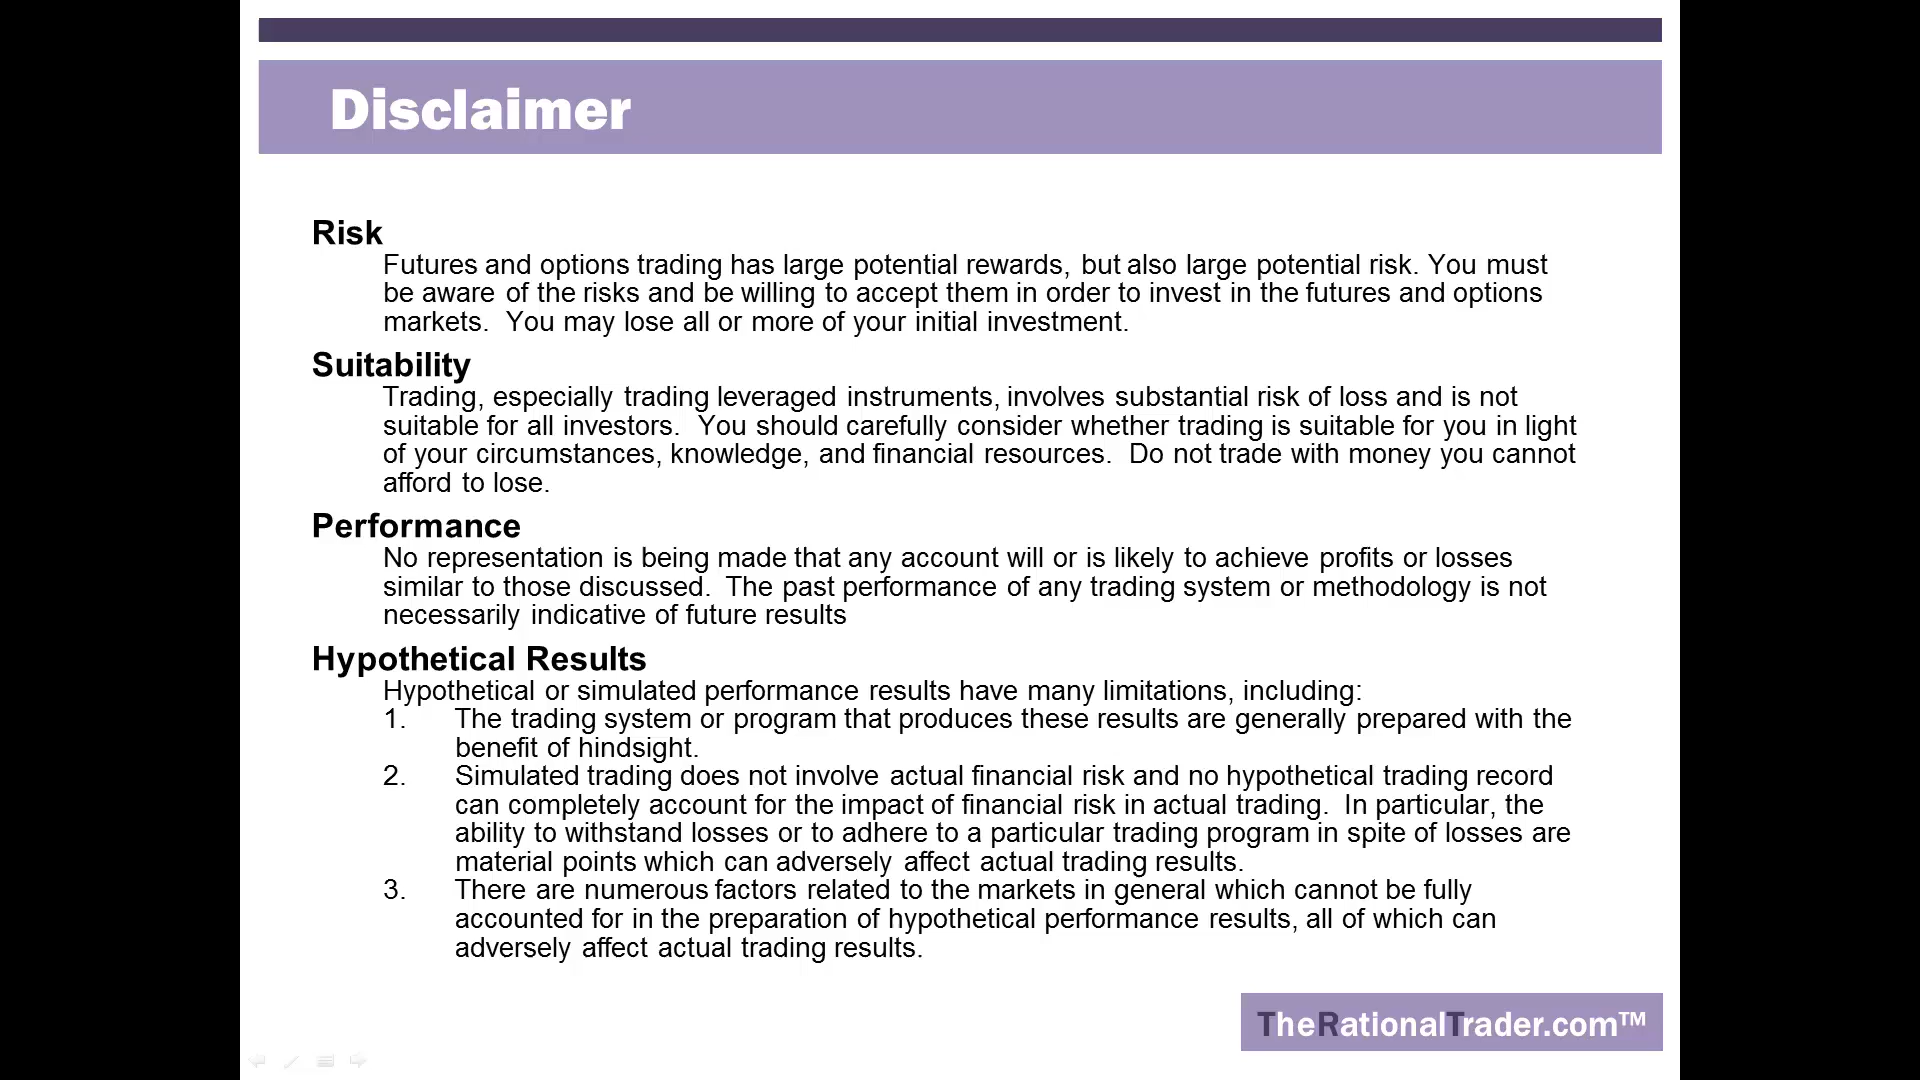 Disclaimer
Risk
Futures and options trading has large potential rewards, but also large potential risk. You must
be aware of the risks and be willing to accept them in order to invest in the futures and options
markets.  You may lose all or more of your initial investment.
Suitability
Trading, especially trading leveraged instruments, involves substantial risk of loss and is not
suitable for all investors.  You should carefully consider whether trading is suitable for you in light
of your circumstances, knowledge, and financial resources.  Do not trade with money you cannot
afford to lose.
Performance
No representation is being made that any account will or is likely to achieve profits or losses
similar to those discussed.  The past performance of any trading system or methodology is not
necessarily indicative of future results
Hypothetical Results
Hypothetical or simulated performance results have many limitations, including:
1. The trading system or program that produces these results are generally prepared with the
benefit of hindsight.
2. Simulated trading does not involve actual financial risk and no hypothetical trading record
can completely account for the impact of financial risk in actual trading.  In particular, the
ability to withstand losses or to adhere to a particular trading program in spite of losses are
material points which can adversely affect actual trading results.
3. There are numerous factors related to the markets in general which cannot be fully
accounted for in the preparation of hypothetical performance results, all of which can
adversely affect actual trading results.
TheRationalTrader.com™